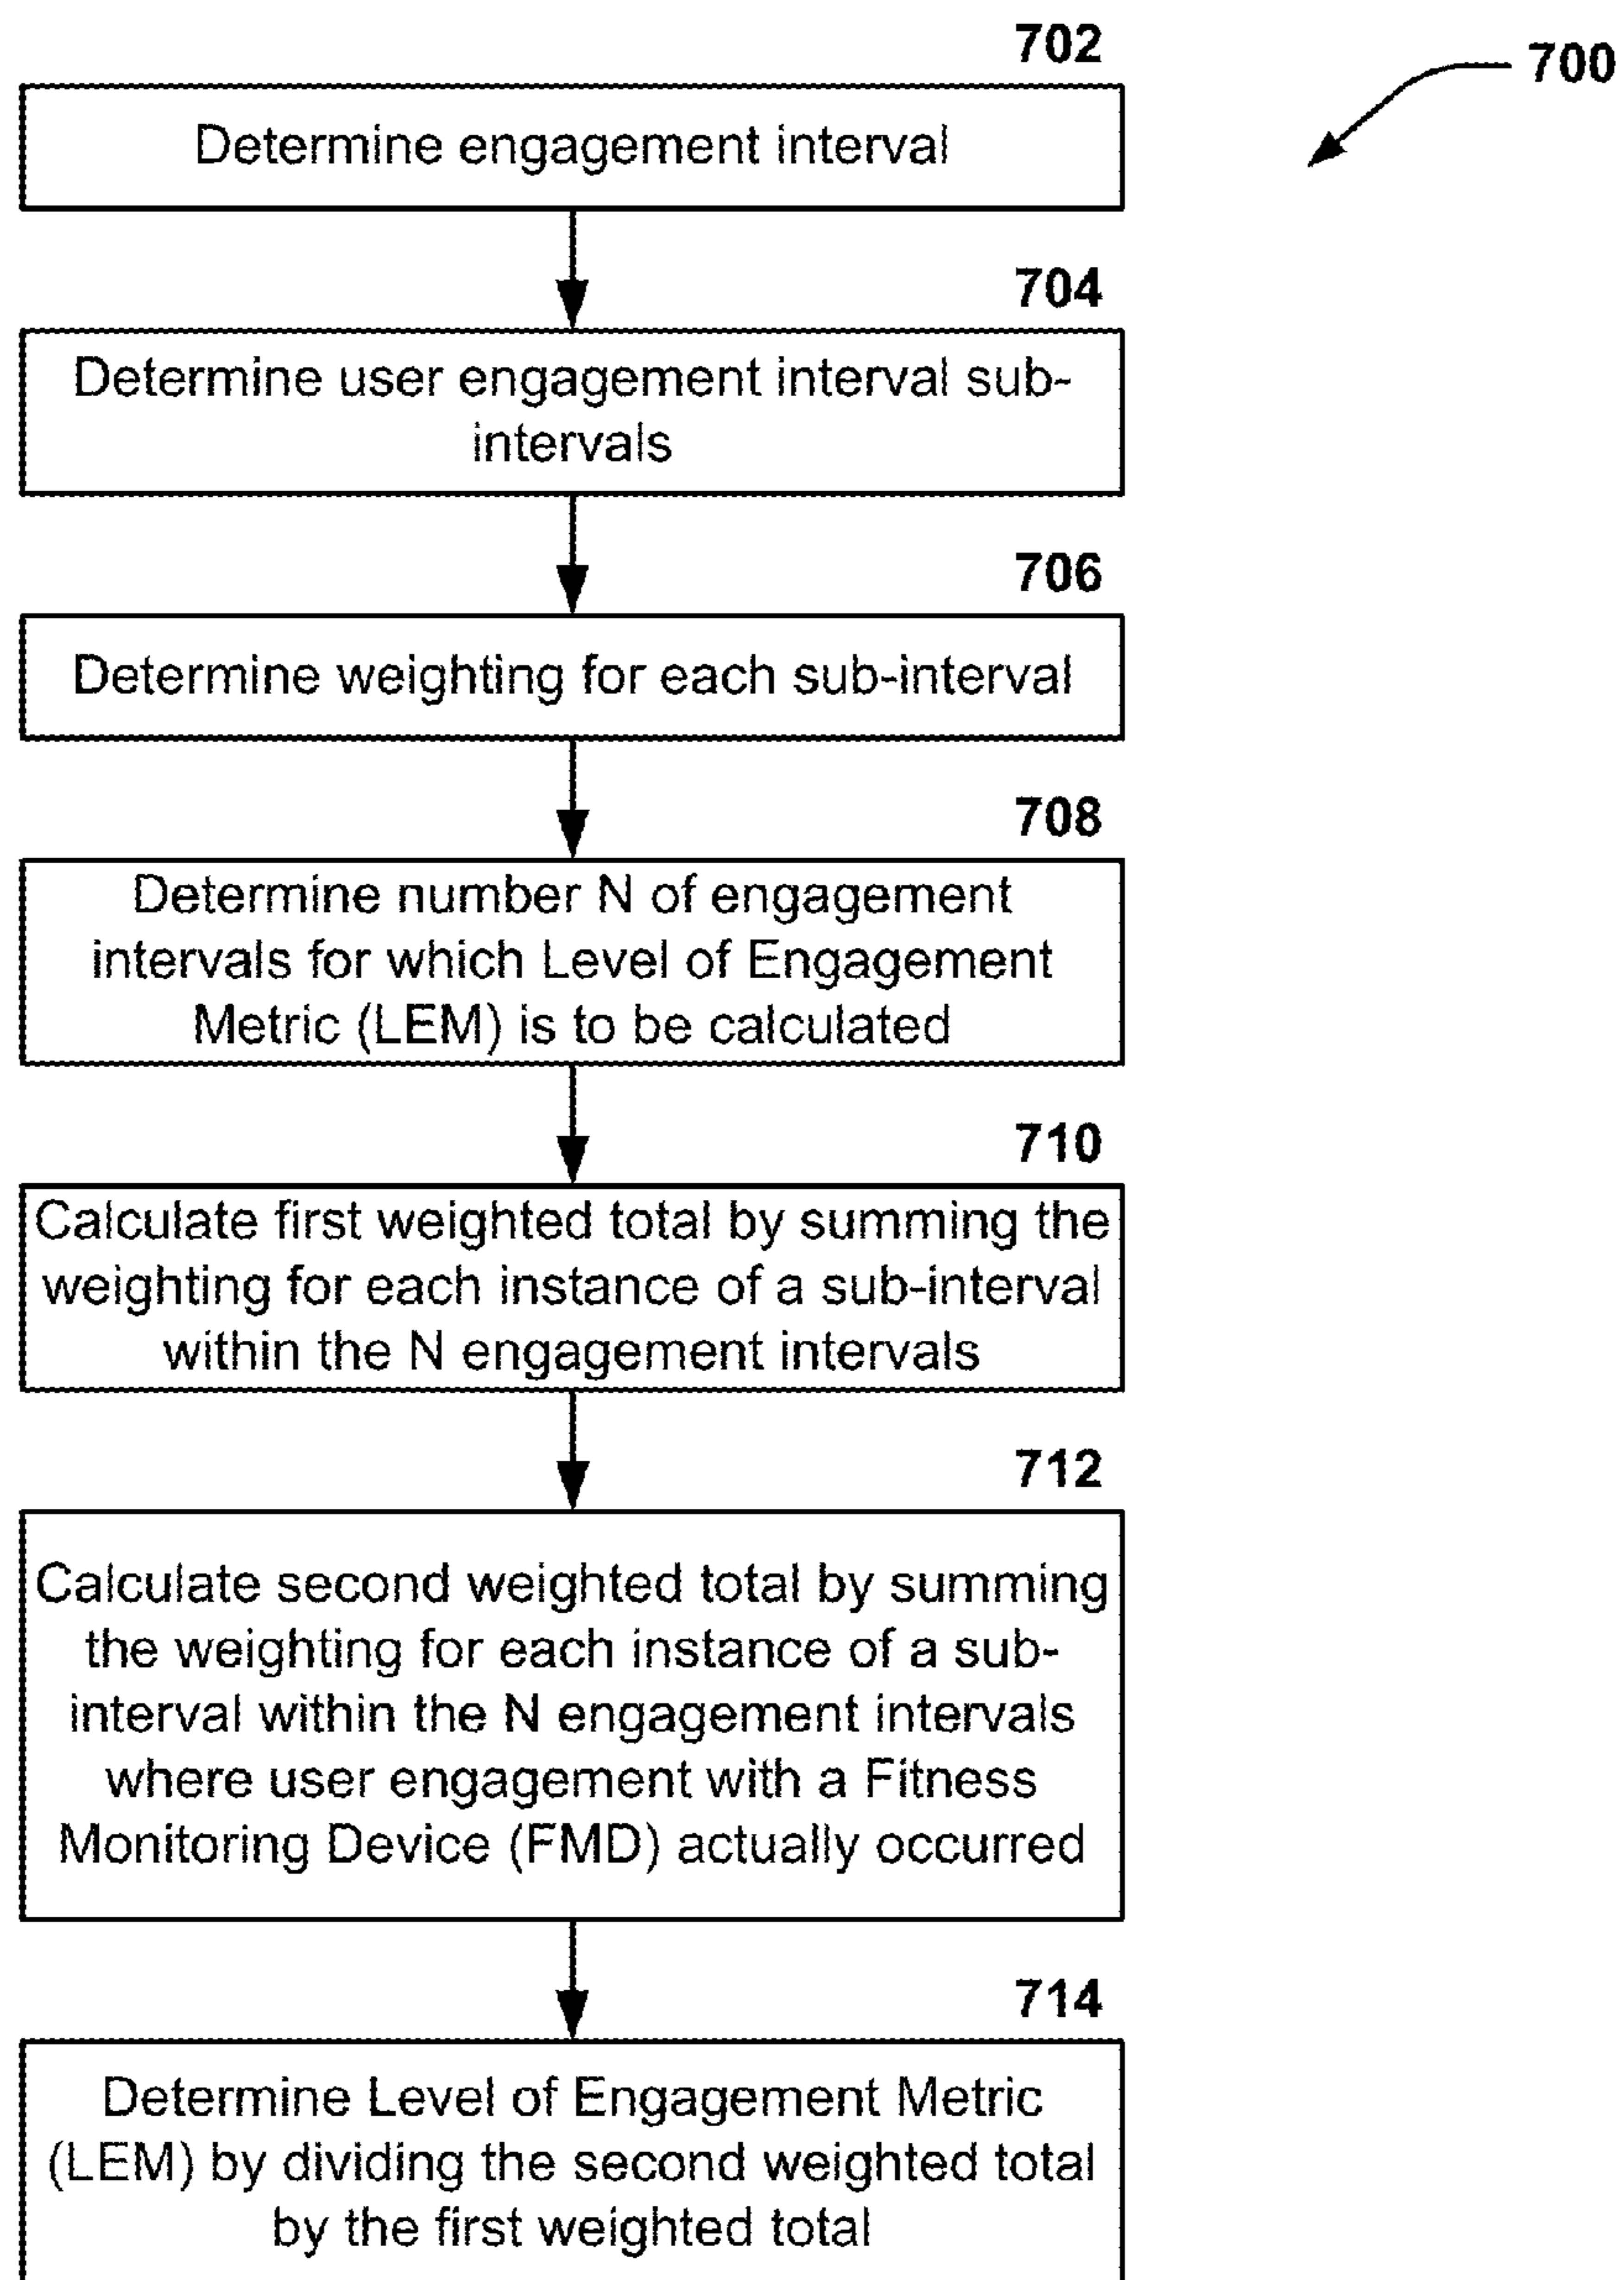 702
700
Determine engagement interval
704
Determine user engagement interval sub-
intervals
706
Determine weighting for each sub-interval
708
Determine number N of engagement
intervals for which Level of Engagement
Metric (LEM) is to be calculated
710
Calculate first weighted total by summing the
weighting for each instance of a sub-interval
within the N engagement intervals
712
Calculate second weighted total by summing
the weighting for each instance of a sub-
interval within the N engagement intervals
where user engagement with a Fitness
Monitoring Device (FMD) actually occurred
714
Determine Level of Engagement Metric
(LEM) by dividing the second weighted total
by the first weighted total